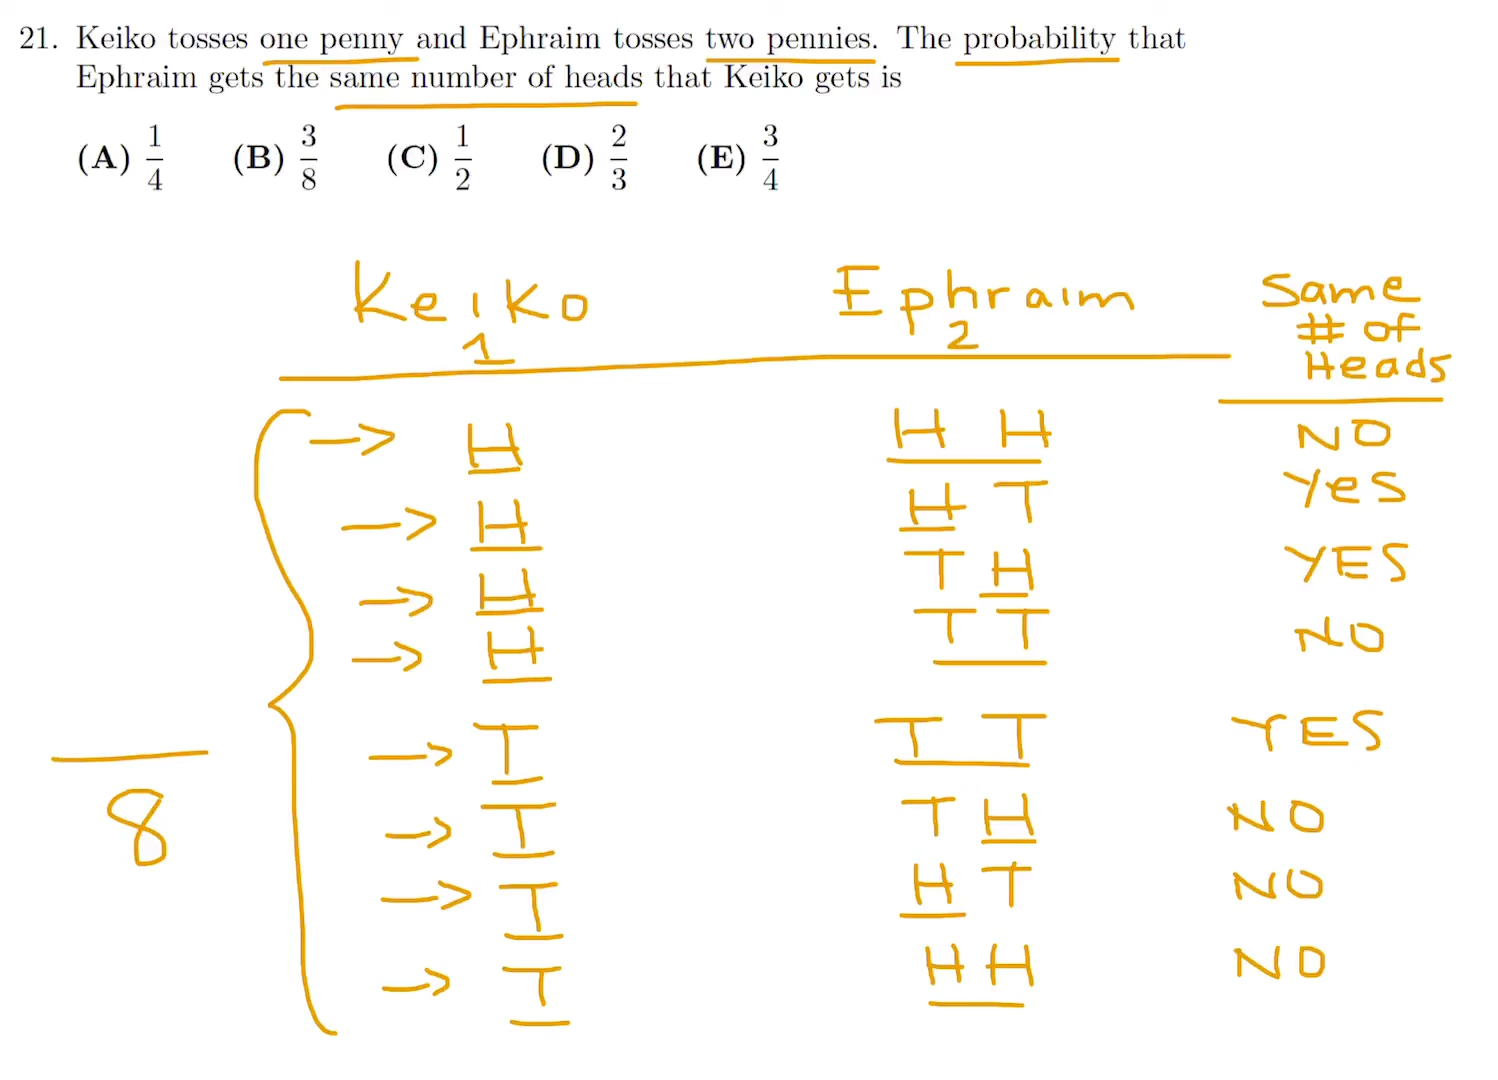 21. Keiko tosses one penny and Ephraim tosses two pennies. The probability that
Ephraim gets the same number of heads that Keiko gets is
(A) 1/4 (B) 3/8 (C) 1/2 (D) 2/3 (E) 3/4
Keiko Ephraim Same
1 2 # of
Heads
-> H H H NO
-> H H T Yes
-> H T H YES
-> H T T NO
-> T T T YES
8
-> T T H NO
-> T H T NO
-> T H H NO